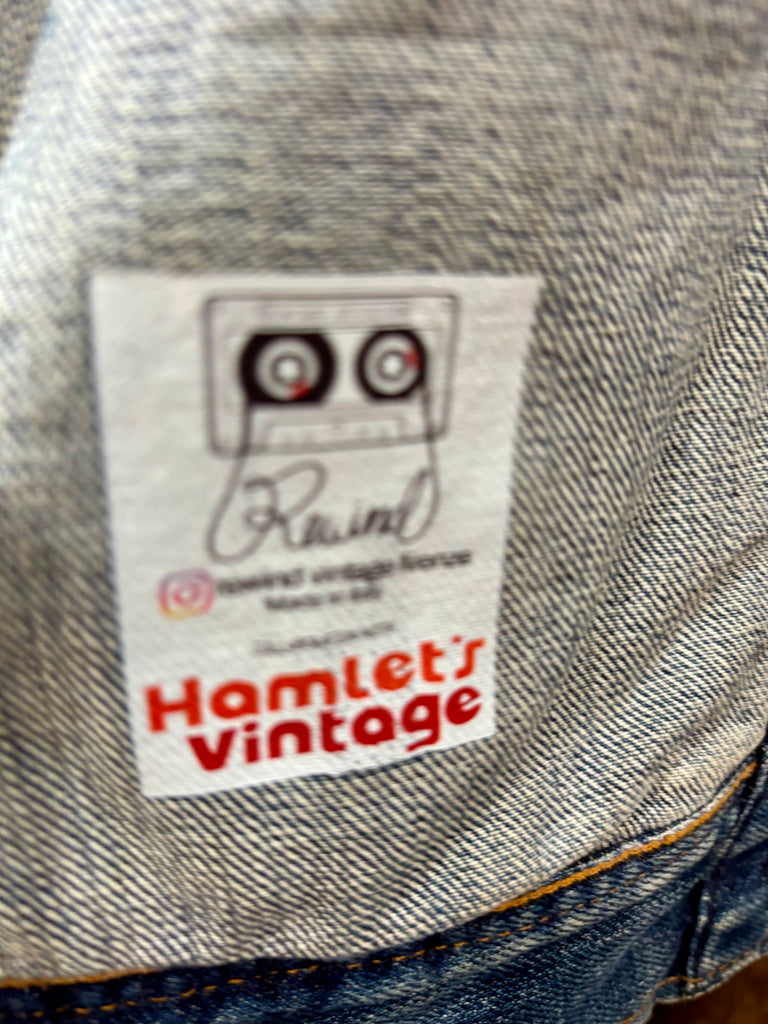 Rewind
rewind vintage firenze
Made in Italy
Hamlet's
vintage